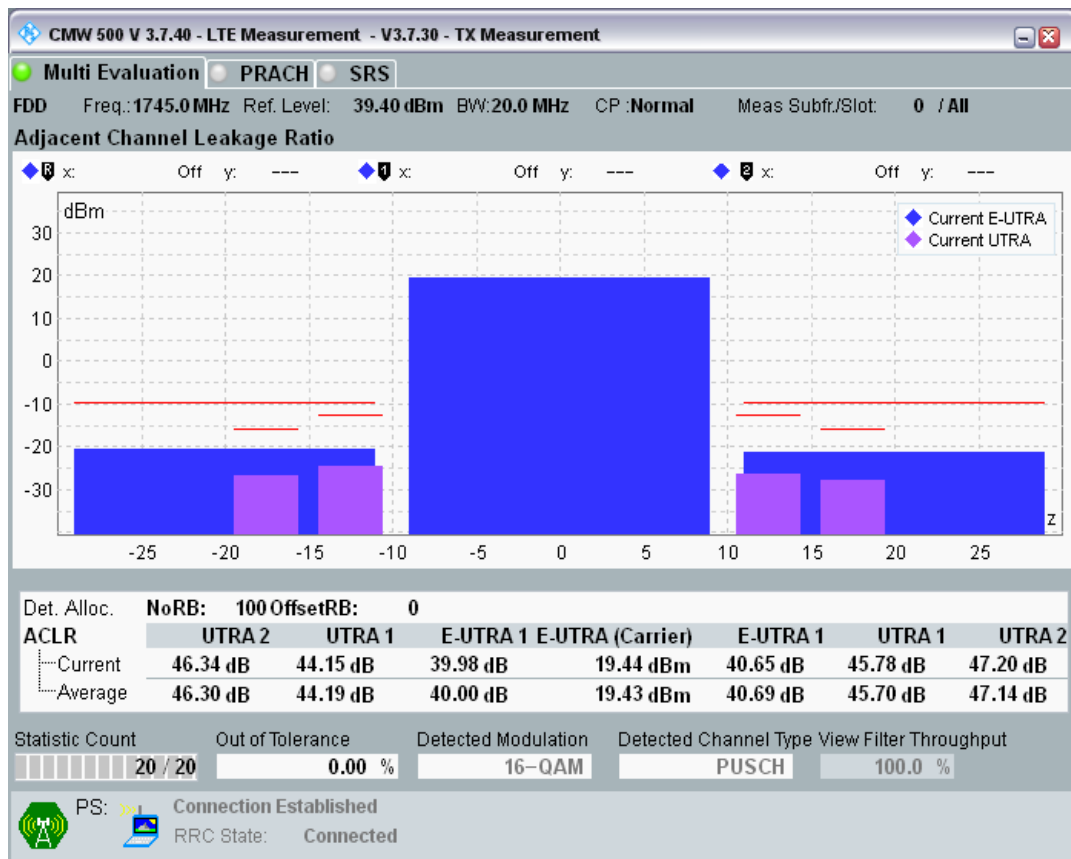 CMW 500 V 3.7.40 - LTE Measurement - V3.7.30 - TX Measurement
Multi Evaluation PRACH SRS
FDD Freq.:1745.0 MHz Ref. Level: 39.40 dBm BW:20.0 MHz CP :Normal Meas Subfr./Slot: 0 / All
Adjacent Channel Leakage Ratio
R x: Off y: --- 1 x: Off y: --- 2 x: Off y: ---
dBm
Current E-UTRA
Current UTRA
30
20
10
0
-10
-20
-30
z
-25 -20 -15 -10 -5 0 5 10 15 20 25
Det. Alloc. NoRB: 100 OffsetRB: 0
ACLR UTRA 2 UTRA 1 E-UTRA 1 E-UTRA (Carrier) E-UTRA 1 UTRA 1 UTRA 2
Current 46.34 dB 44.15 dB 39.98 dB 19.44 dBm 40.65 dB 45.78 dB 47.20 dB
Average 46.30 dB 44.19 dB 40.00 dB 19.43 dBm 40.69 dB 45.70 dB 47.14 dB
Statistic Count Out of Tolerance Detected Modulation Detected Channel Type View Filter Throughput
20 / 20 0.00 % 16-QAM PUSCH 100.0 %
PS: Connection Established
RRC State: Connected